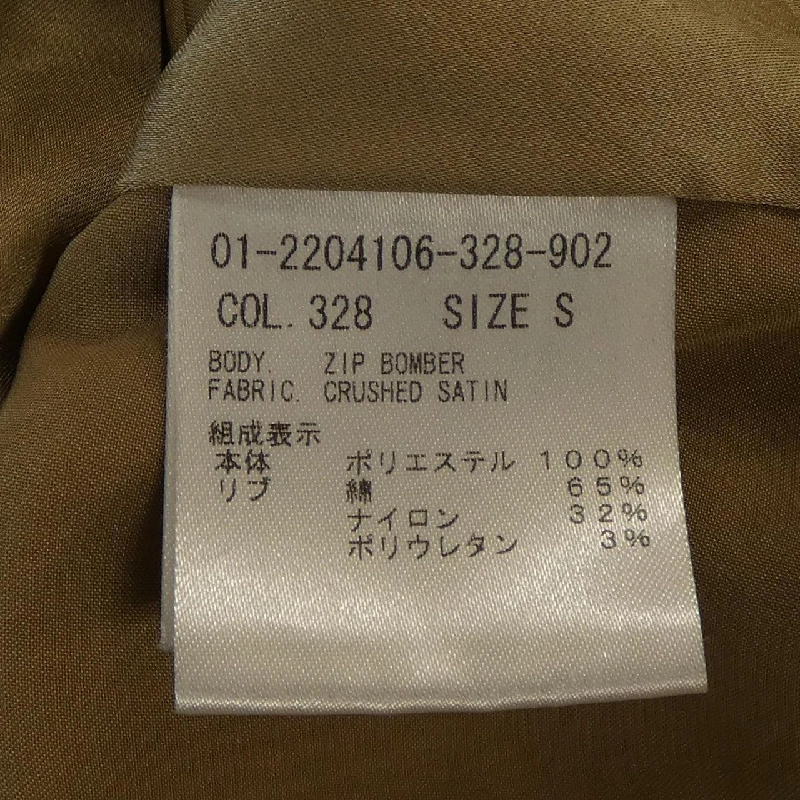 01-2204106-328-902
COL. 328 SIZE S
BODY. ZIP BOMBER
FABRIC. CRUSHED SATIN
組成表示
本体 ポリエステル 100%
リブ 綿 65%
ナイロン 32%
ポリウレタン 3%